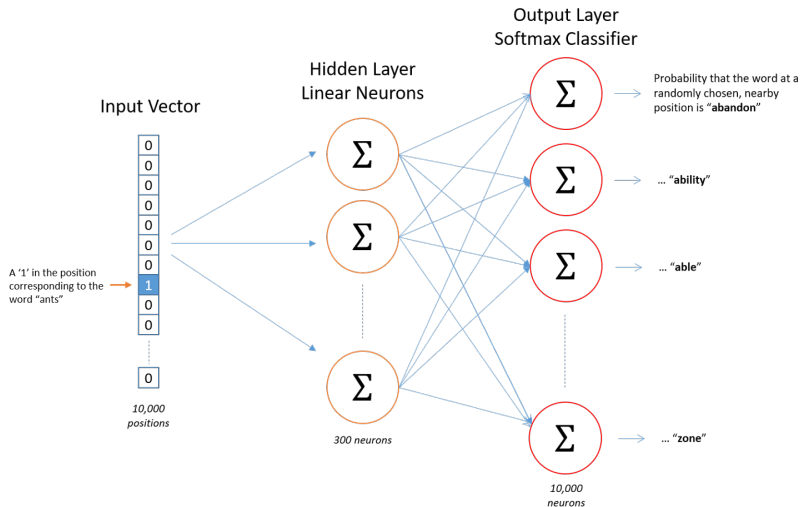 Output Layer
Softmax Classifier
Hidden Layer
Linear Neurons
Input Vector
0
0
0
0
0
0
0
1
0
0
0
A ‘1’ in the position
corresponding to the
word “ants”
10,000
positions
Σ
Σ
Σ
300 neurons
Σ
Σ
Σ
Σ
10,000
neurons
Probability that the word at a
randomly chosen, nearby
position is “abandon”
... “ability”
... “able”
... “zone”